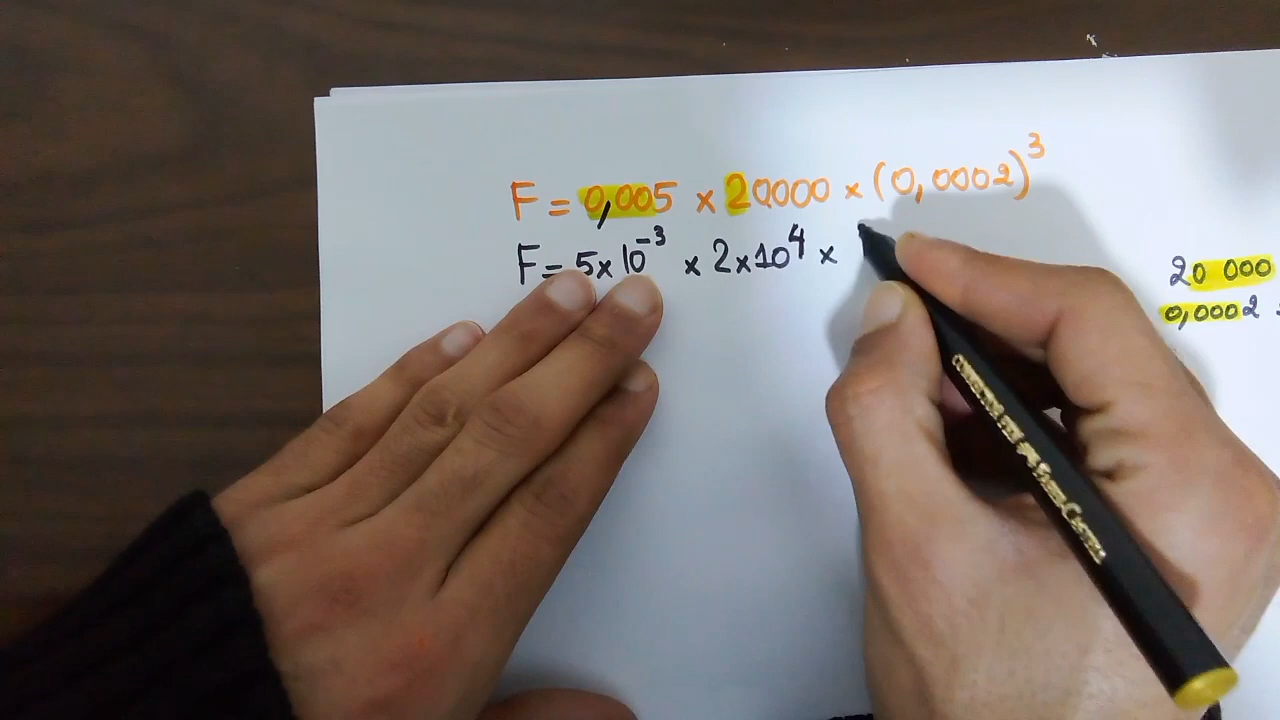 F = 0,005 × 20000 × (0,0002)³
F = 5×10⁻³ × 2×10⁴ ×
20 000
0,0002